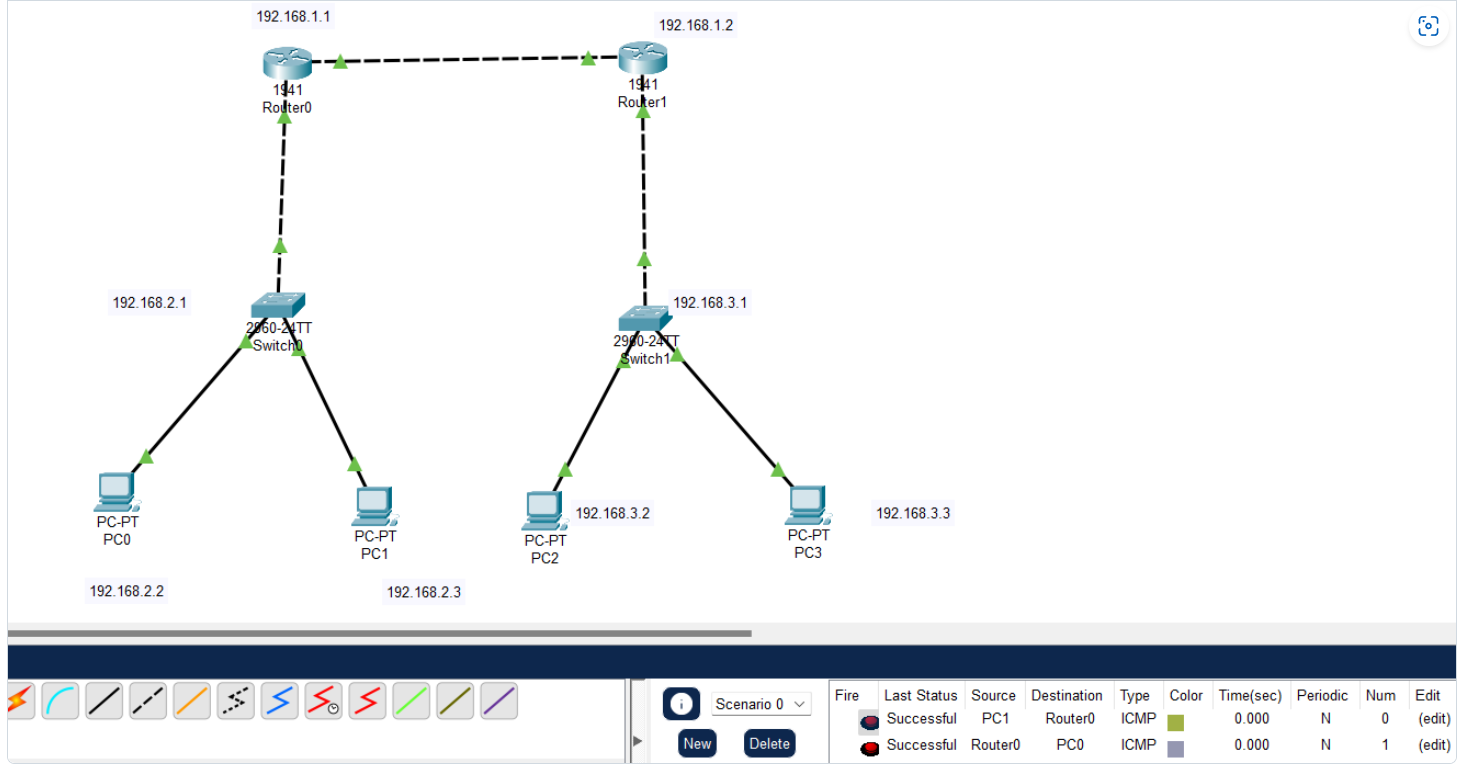 192.168.1.1
192.168.1.2
1941
Router0
1941
Router1
192.168.2.1
2960-24TT
Switch0
192.168.3.1
2960-24TT
Switch1
PC-PT
PC0
PC-PT
PC1
192.168.3.2
PC-PT
PC2
PC-PT
PC3
192.168.3.3
192.168.2.2
192.168.2.3
Scenario 0
New
Delete
Fire Last Status Source Destination Type Color Time(sec) Periodic Num Edit
Successful PC1 Router0 ICMP 0.000 N 0 (edit)
Successful Router0 PC0 ICMP 0.000 N 1 (edit)